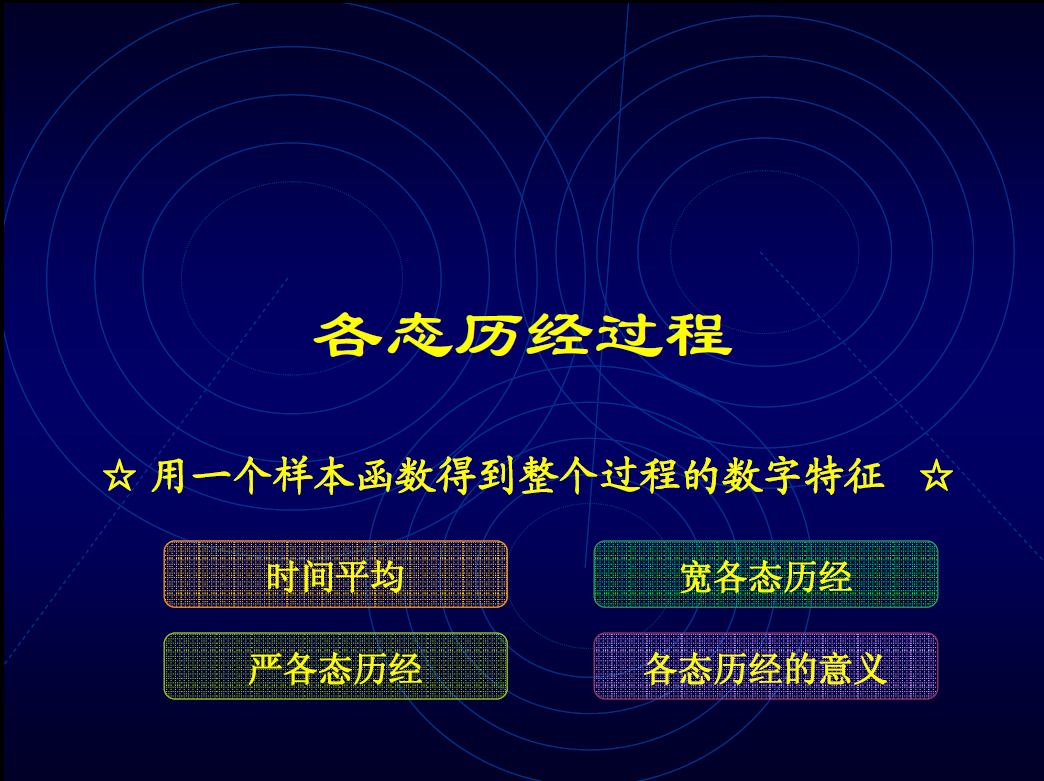 各态历经过程
☆ 用一个样本函数得到整个过程的数字特征 ☆
时间平均
宽各态历经
严各态历经
各态历经的意义